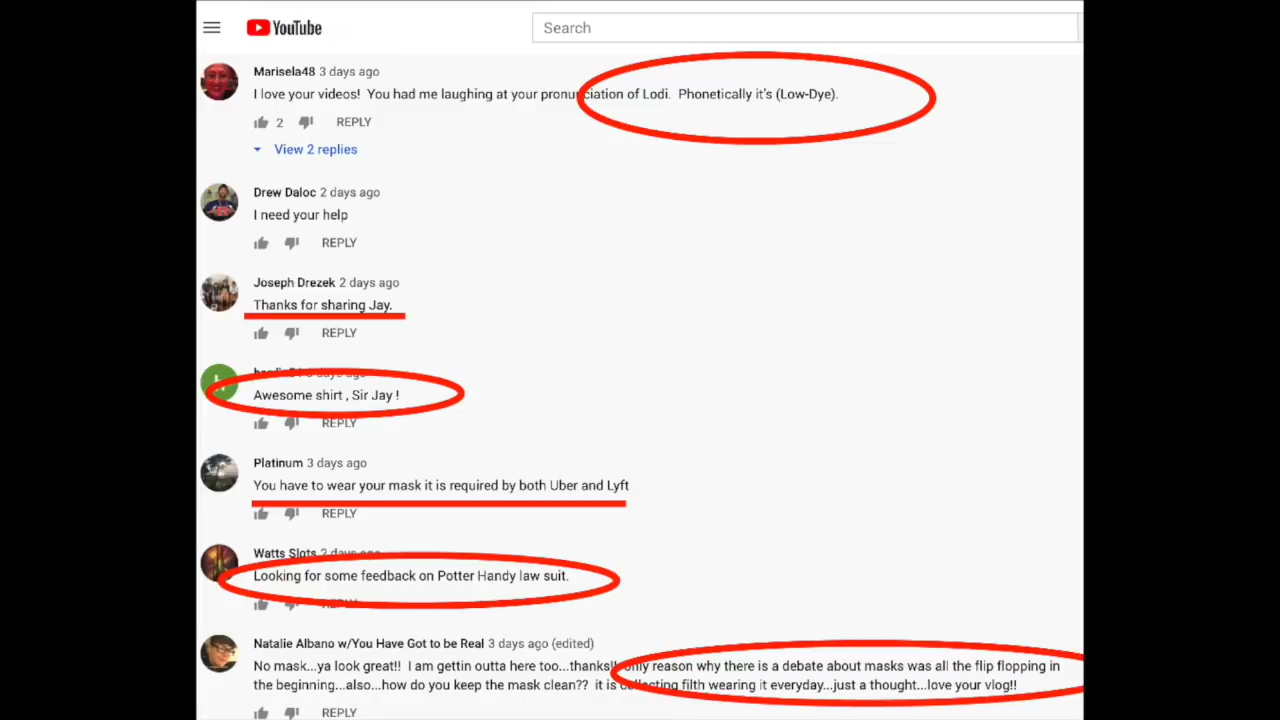 YouTube
Search
Marisela48 3 days ago
I love your videos! You had me laughing at your pronunciation of Lodi. Phonetically it's (Low-Dye).
2 REPLY
View 2 replies
Drew Daloc 2 days ago
I need your help
REPLY
Joseph Drezek 2 days ago
Thanks for sharing Jay.
REPLY
days ago
Awesome shirt , Sir Jay !
REPLY
Platinum 3 days ago
You have to wear your mask it is required by both Uber and Lyft
REPLY
Watts Slots 2 days ago
Looking for some feedback on Potter Handy law suit.
REPLY
Natalie Albano w/You Have Got to be Real 3 days ago (edited)
No mask...ya look great!! I am gettin outta here too...thanks!! only reason why there is a debate about masks was all the flip flopping in
the beginning...also...how do you keep the mask clean?? it is collecting filth wearing it everyday...just a thought...love your vlog!!
REPLY